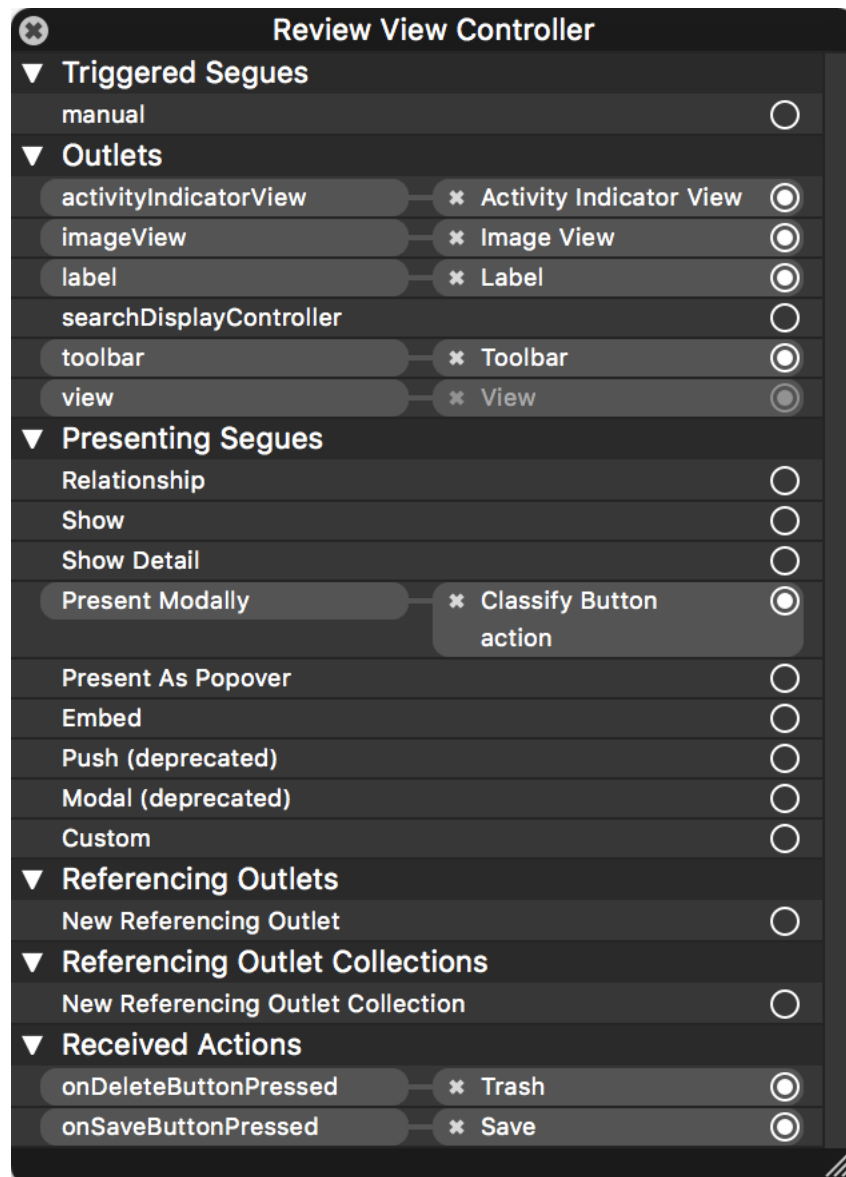 Review View Controller
Triggered Segues
manual
Outlets
activityIndicatorView Activity Indicator View
imageView Image View
label Label
searchDisplayController
toolbar Toolbar
view View
Presenting Segues
Relationship
Show
Show Detail
Present Modally Classify Button
action
Present As Popover
Embed
Push (deprecated)
Modal (deprecated)
Custom
Referencing Outlets
New Referencing Outlet
Referencing Outlet Collections
New Referencing Outlet Collection
Received Actions
onDeleteButtonPressed Trash
onSaveButtonPressed Save